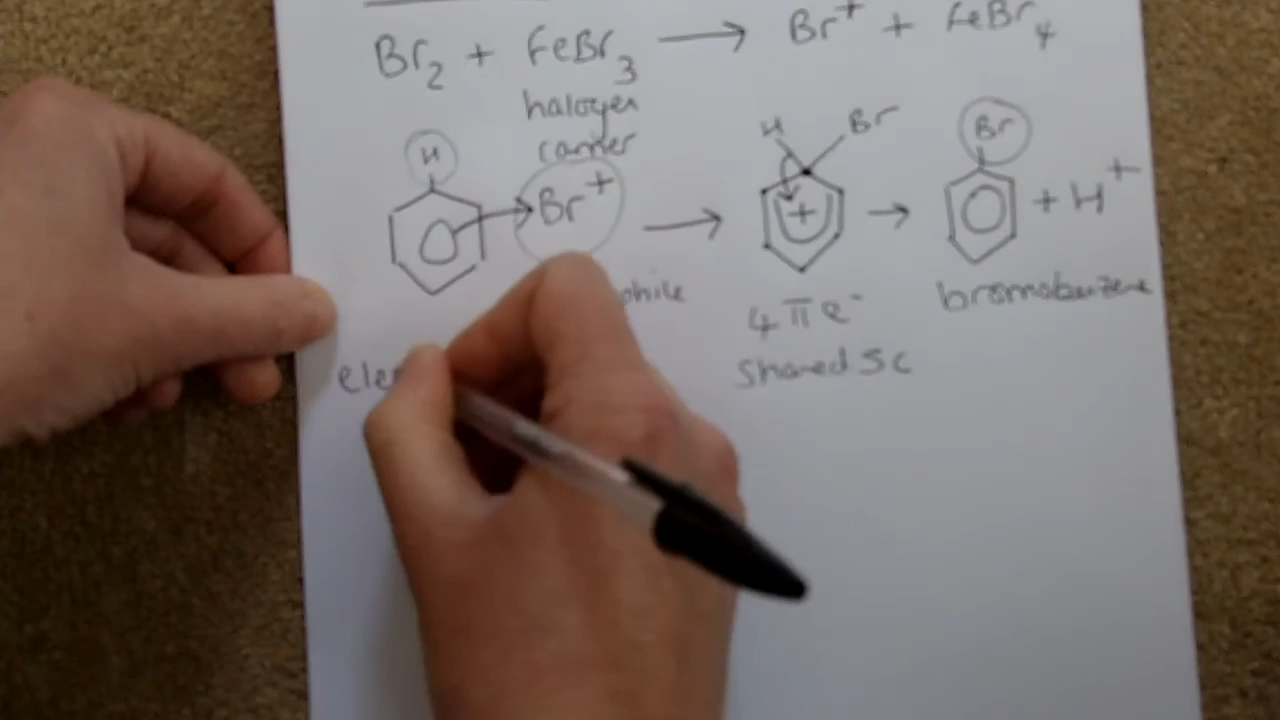 Br2 + FeBr3 → Br+ + FeBr4
halogen
carrier
H H Br Br
Br+ → + → + H+
bromobenzene
4 π e-
shared 5c